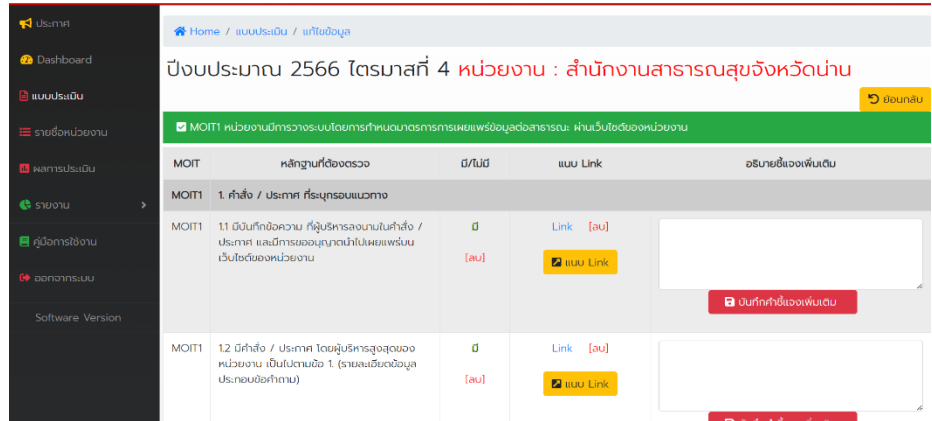 ประกาศ
Dashboard
แบบประเมิน
รายชื่อหน่วยงาน
ผลการประเมิน
รายงาน
คู่มือการใช้งาน
ออกจากระบบ
Software Version
Home / แบบประเมิน / แก้ไขข้อมูล
ปีงบประมาณ 2566 ไตรมาสที่ 4 หน่วยงาน : สำนักงานสาธารณสุขจังหวัดน่าน
ย้อนกลับ
MOIT1 หน่วยงานมีการวางระบบโดยการกำหนดมาตรการการเผยแพร่ข้อมูลต่อสาธารณะ ผ่านเว็บไซต์ของหน่วยงาน
MOIT หลักฐานที่ต้องตรวจ มี/ไม่มี แนบ Link อธิบายชี้แจงเพิ่มเติม
MOIT1 1. คำสั่ง / ประกาศ ที่ระบุกรอบแนวทาง
MOIT1 1.1 มีบันทึกข้อความ ที่ผู้บริหารลงนามในคำสั่ง / มี Link [ลบ]
ประกาศ และมีการขออนุญาตนำไปเผยแพร่บน
เว็บไซต์ของหน่วยงาน [ลบ] แนบ Link
บันทึกคำชี้แจงเพิ่มเติม
MOIT1 1.2 มีคำสั่ง / ประกาศ โดยผู้บริหารสูงสุดของ มี Link [ลบ]
หน่วยงาน เป็นไปตามข้อ 1. (รายละเอียดข้อมูล
ประกอบข้อคำถาม) [ลบ] แนบ Link